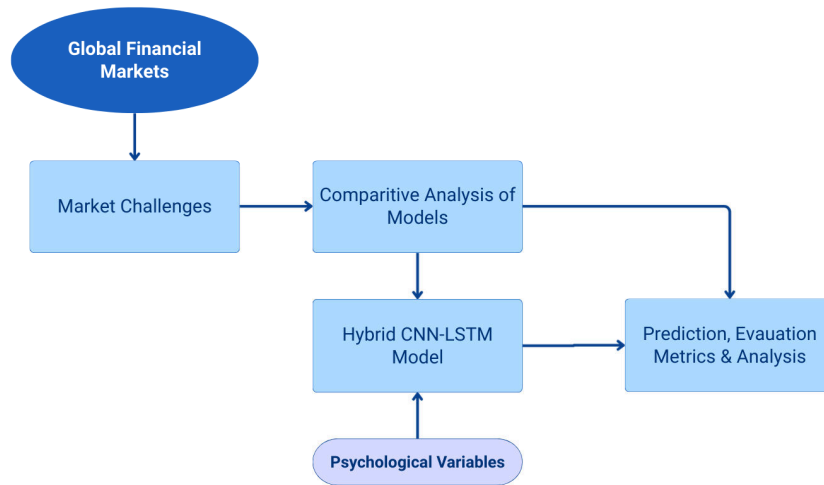 Global Financial
Markets
Market Challenges
Comparitive Analysis of
Models
Hybrid CNN-LSTM
Model
Prediction, Evauation
Metrics & Analysis
Psychological Variables